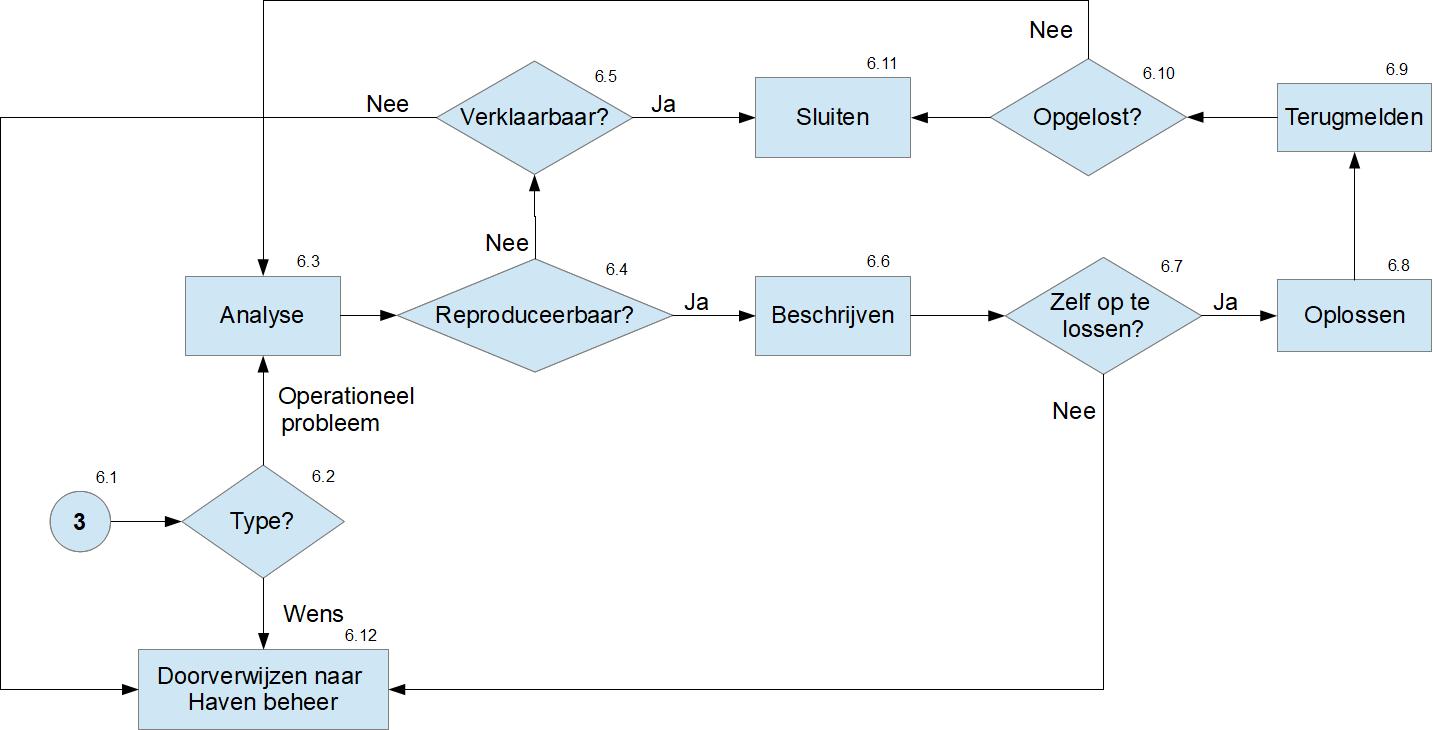 Nee
6.5
6.11
6.10
6.9
Nee
Verklaarbaar?
Ja
Sluiten
Opgelost?
Terugmelden
Nee
6.3
6.4
6.6
6.7
6.8
Analyse
Reproduceerbaar?
Ja
Beschrijven
Zelf op te
lossen?
Ja
Oplossen
Operationeel
probleem
Nee
6.1
6.2
3
Type?
Wens
6.12
Doorverwijzen naar
Haven beheer